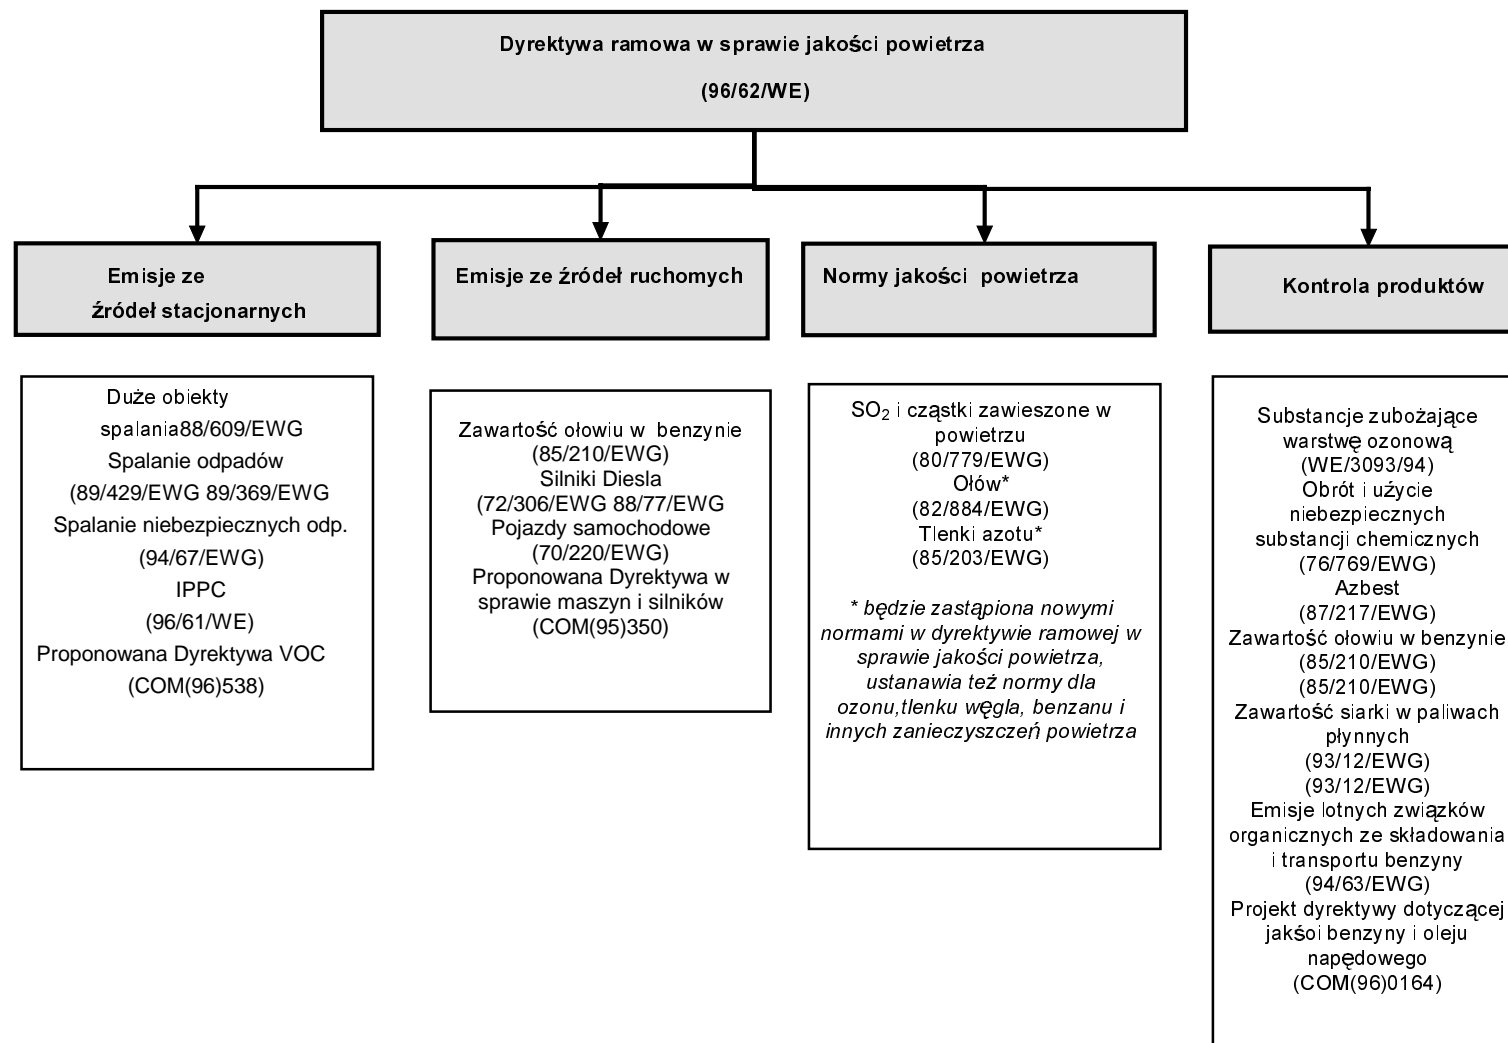 Dyrektywa ramowa w sprawie jakości powietrza
(96/62/WE)
Emisje ze
źródeł stacjonarnych
Emisje ze źródeł ruchomych
Normy jakości powietrza
Kontrola produktów
Duże obiekty
spalania88/609/EWG
Spalanie odpadów
(89/429/EWG 89/369/EWG
Spalanie niebezpiecznych odp.
(94/67/EWG)
IPPC
(96/61/WE)
Proponowana Dyrektywa VOC
(COM(96)538)
Zawartość ołowiu w benzynie
(85/210/EWG)
Silniki Diesla
(72/306/EWG 88/77/EWG
Pojazdy samochodowe
(70/220/EWG)
Proponowana Dyrektywa w
sprawie maszyn i silników
(COM(95)350)
SO₂ i cząstki zawieszone w
powietrzu
(80/779/EWG)
Ołów*
(82/884/EWG)
Tlenki azotu*
(85/203/EWG)
* będzie zastąpiona nowymi
normami w dyrektywie ramowej w
sprawie jakości powietrza,
ustanawia też normy dla
ozonu,tlenku węgla, benzanu i
innych zanieczyszczeń powietrza
Substancje zubożające
warstwę ozonową
(WE/3093/94)
Obrót i użycie
niebezpiecznych
substancji chemicznych
(76/769/EWG)
Azbest
(87/217/EWG)
Zawartość ołowiu w benzynie
(85/210/EWG)
(85/210/EWG)
Zawartość siarki w paliwach
płynnych
(93/12/EWG)
(93/12/EWG)
Emisje lotnych związków
organicznych ze składowania
i transportu benzyny
(94/63/EWG)
Projekt dyrektywy dotyczącej
jakśoi benzyny i oleju
napędowego
(COM(96)0164)